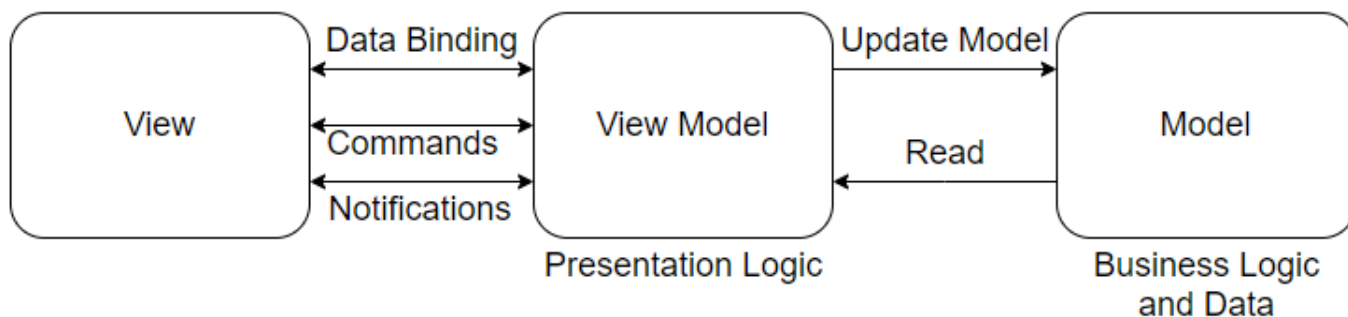 View
Data Binding
Commands
Notifications
View Model
Presentation Logic
Update Model
Read
Model
Business Logic
and Data